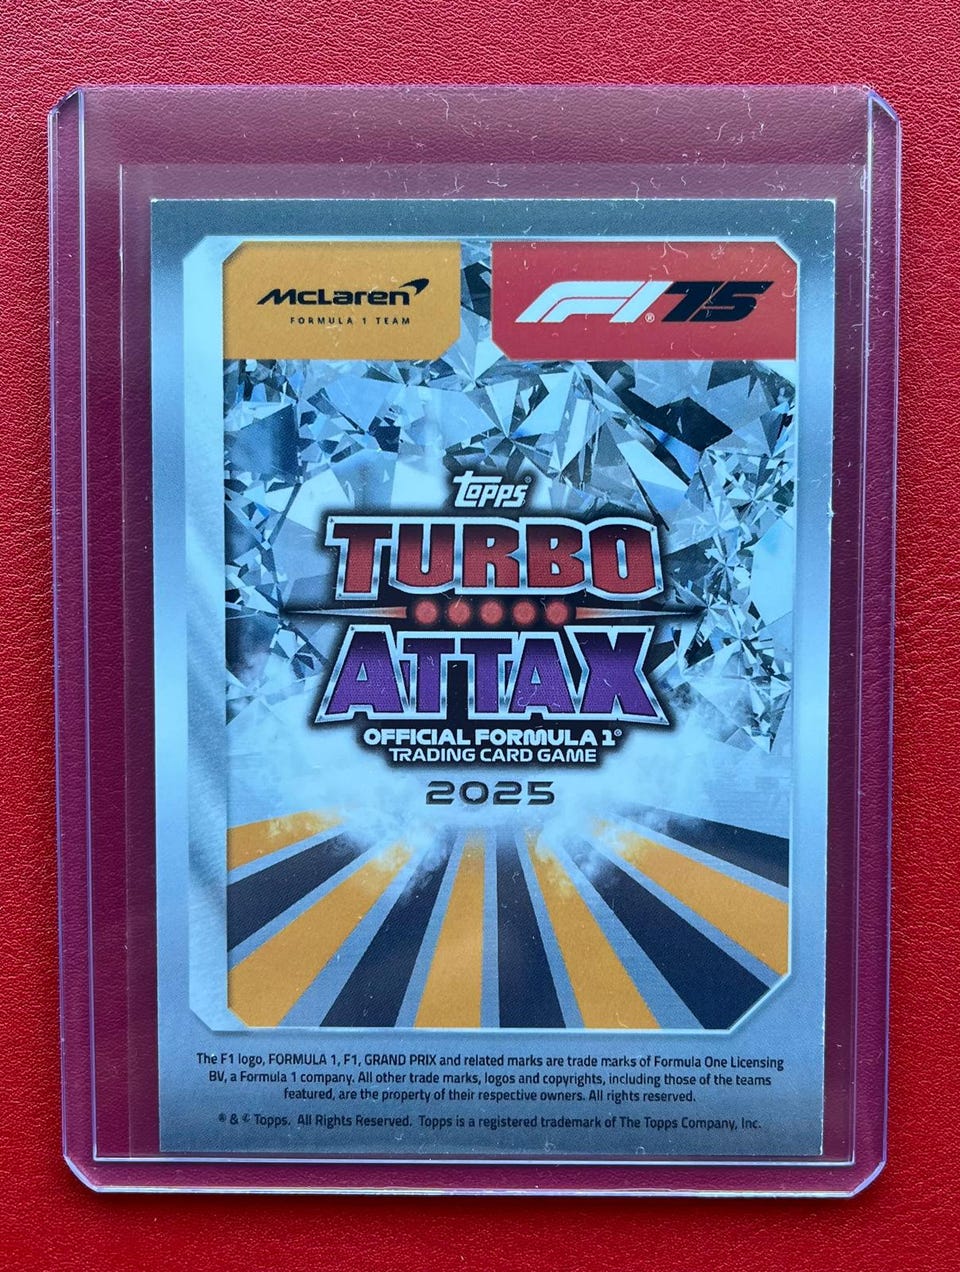 McLaren
FORMULA 1 TEAM
F1® 75
Topps®
TURBO
ATTAX
OFFICIAL FORMULA 1®
TRADING CARD GAME
2025
The F1 logo, FORMULA 1, F1, GRAND PRIX and related marks are trade marks of Formula One Licensing
BV, a Formula 1 company. All other trade marks, logos and copyrights, including those of the teams
featured, are the property of their respective owners. All rights reserved.
® & © Topps. All Rights Reserved. Topps is a registered trademark of The Topps Company, Inc.